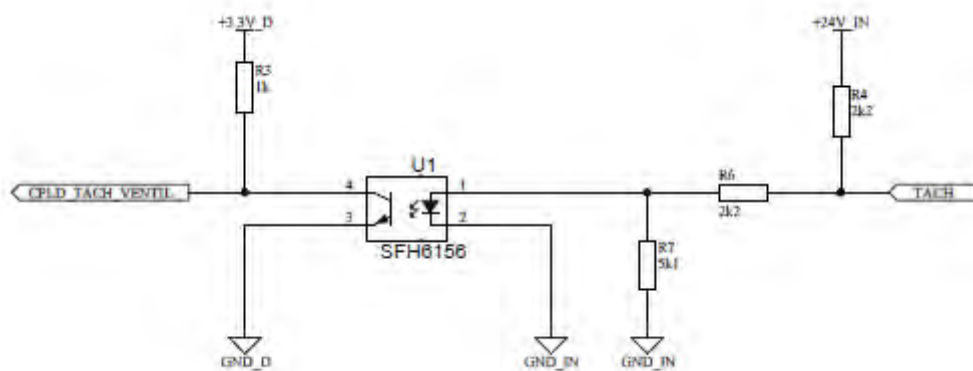 +3.3V_D
+24V_IN
R3
1k
R4
2k2
U1
CPLD_TACH_VENTIL
4
1
R6
2k2
TACH
3
2
R7
5k1
SFH6156
GND_D
GND_IN
GND_IN